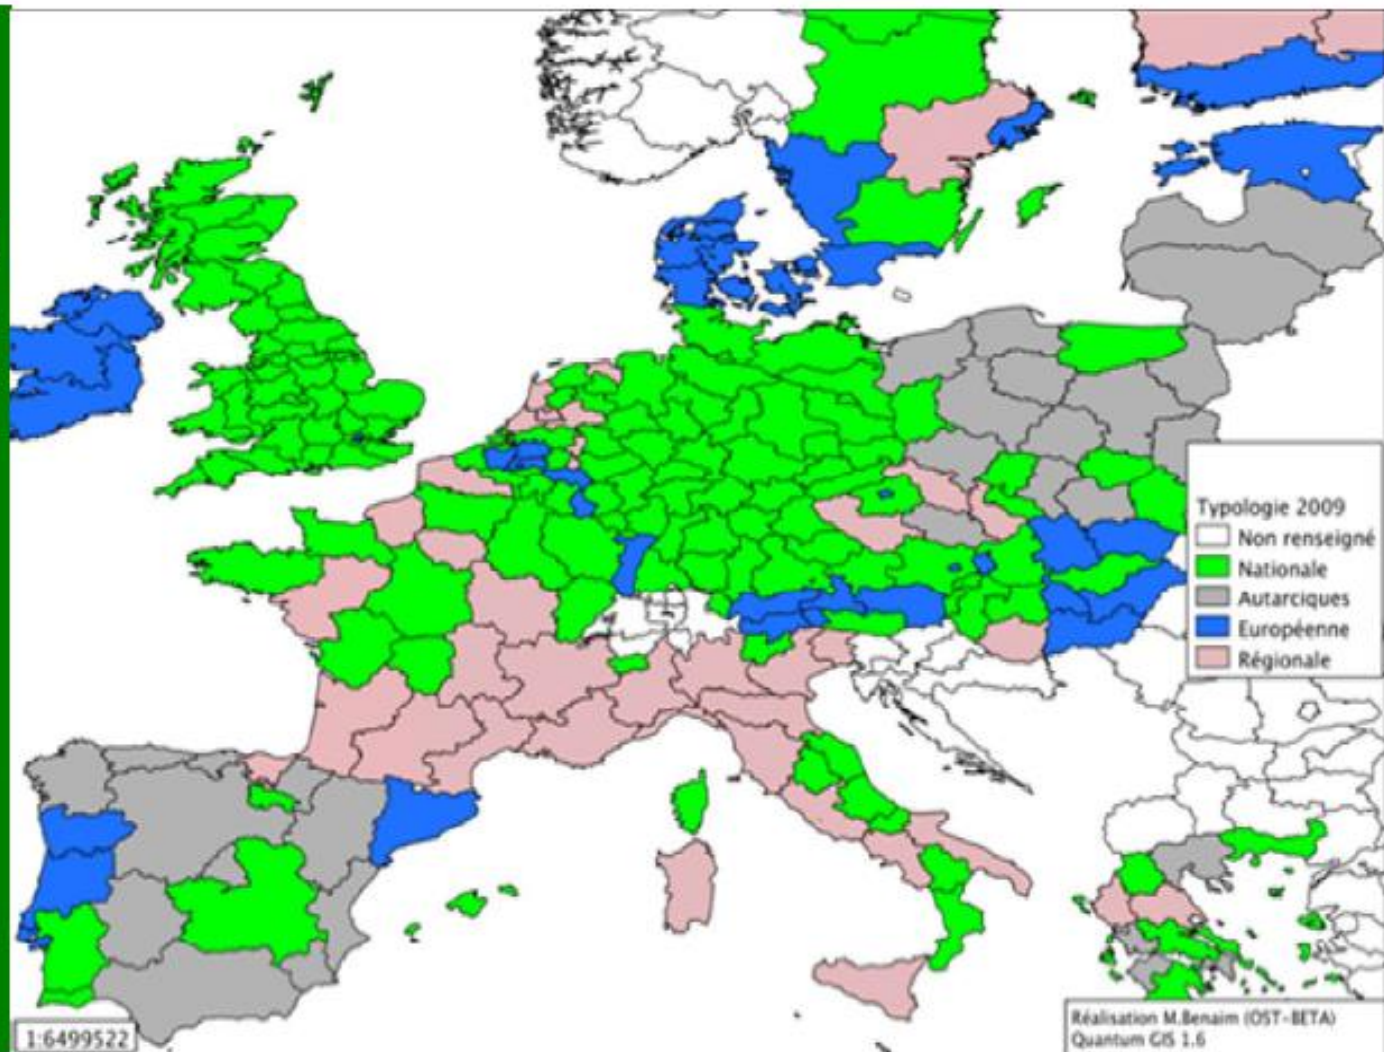 Typologie 2009
Non renseigné
Nationale
Autarciques
Européenne
Régionale
1:6499522
Réalisation M.Benaim (OST-BETA)
Quantum GIS 1.6